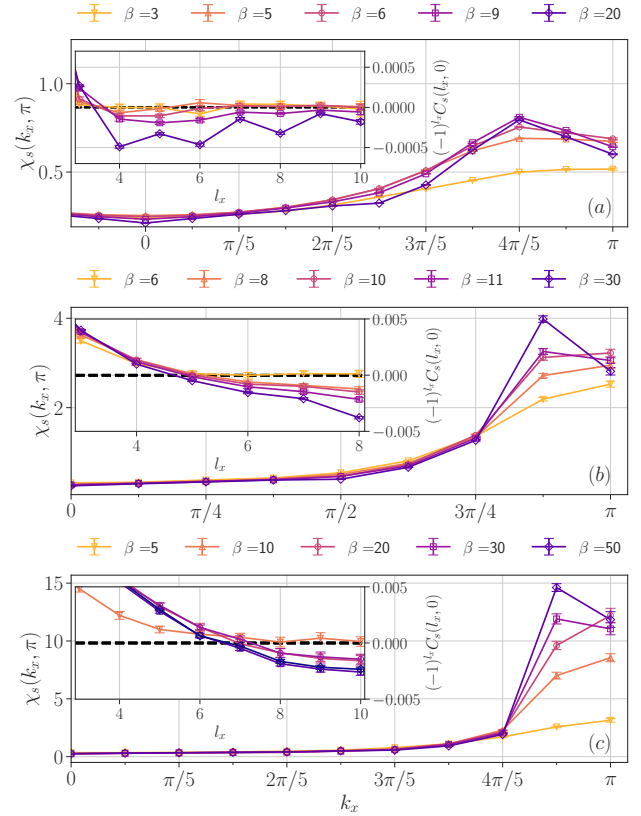 β =3 β =5 β =6 β =9 β =20
1.0
0.5
χs(kx, π)
0.0005
0.0000
−0.0005
(−1)^lx Cs(lx, 0)
4 6 8 10
lx
(a)
0 π/5 2π/5 3π/5 4π/5 π
β =6 β =8 β =10 β =11 β =30
4
2
χs(kx, π)
0.005
0.000
−0.005
(−1)^lx Cs(lx, 0)
4 6 8
lx
(b)
0 π/4 π/2 3π/4 π
β =5 β =10 β =20 β =30 β =50
15
10
5
0
χs(kx, π)
0.005
0.000
−0.005
(−1)^lx Cs(lx, 0)
4 6 8 10
lx
(c)
0 π/5 2π/5 3π/5 4π/5 π
kx